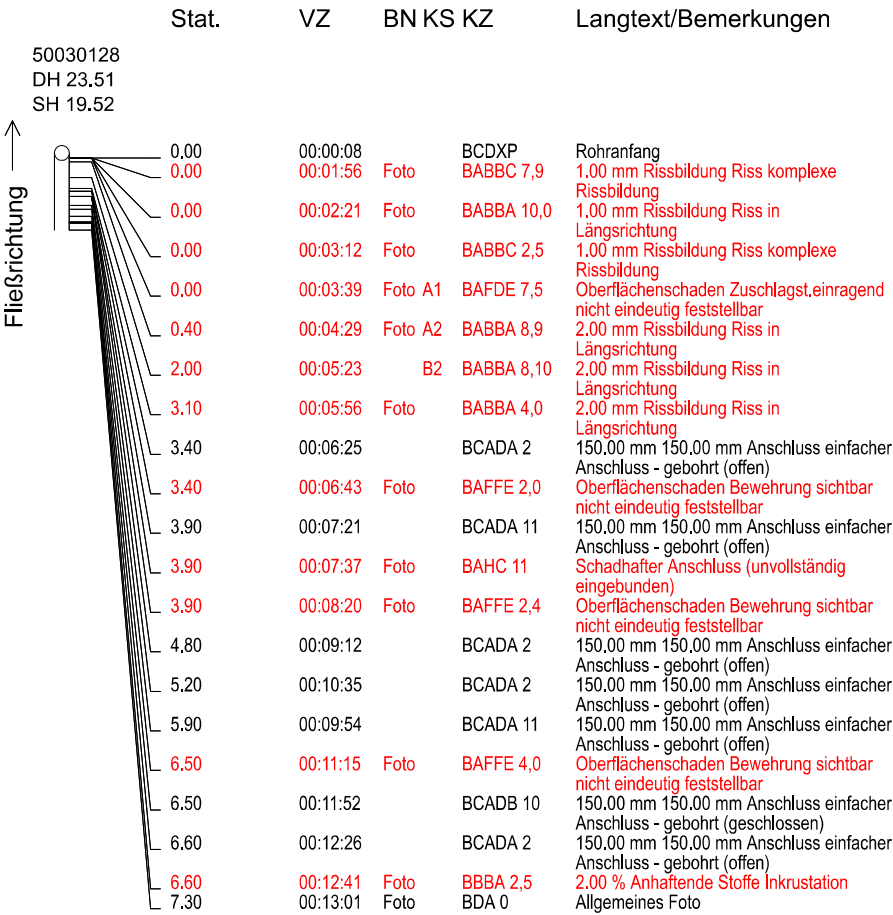 Stat. VZ BN KS KZ Langtext/Bemerkungen
50030128
DH 23.51
SH 19.52
Fließrichtung
0.00 00:00:08 BCDXP Rohranfang
0.00 00:01:56 Foto BABBC 7,9 1.00 mm Rissbildung Riss komplexe
Rissbildung
0.00 00:02:21 Foto BABBA 10,0 1.00 mm Rissbildung Riss in
Längsrichtung
0.00 00:03:12 Foto BABBC 2,5 1.00 mm Rissbildung Riss komplexe
Rissbildung
0.00 00:03:39 Foto A1 BAFDE 7,5 Oberflächenschaden Zuschlagst.einragend
nicht eindeutig feststellbar
0.40 00:04:29 Foto A2 BABBA 8,9 2.00 mm Rissbildung Riss in
Längsrichtung
2.00 00:05:23 B2 BABBA 8,10 2.00 mm Rissbildung Riss in
Längsrichtung
3.10 00:05:56 Foto BABBA 4,0 2.00 mm Rissbildung Riss in
Längsrichtung
3.40 00:06:25 BCADA 2 150.00 mm 150.00 mm Anschluss einfacher
Anschluss - gebohrt (offen)
3.40 00:06:43 Foto BAFFE 2,0 Oberflächenschaden Bewehrung sichtbar
nicht eindeutig feststellbar
3.90 00:07:21 BCADA 11 150.00 mm 150.00 mm Anschluss einfacher
Anschluss - gebohrt (offen)
3.90 00:07:37 Foto BAHC 11 Schadhafter Anschluss (unvollständig
eingebunden)
3.90 00:08:20 Foto BAFFE 2,4 Oberflächenschaden Bewehrung sichtbar
nicht eindeutig feststellbar
4.80 00:09:12 BCADA 2 150.00 mm 150.00 mm Anschluss einfacher
Anschluss - gebohrt (offen)
5.20 00:10:35 BCADA 2 150.00 mm 150.00 mm Anschluss einfacher
Anschluss - gebohrt (offen)
5.90 00:09:54 BCADA 11 150.00 mm 150.00 mm Anschluss einfacher
Anschluss - gebohrt (offen)
6.50 00:11:15 Foto BAFFE 4,0 Oberflächenschaden Bewehrung sichtbar
nicht eindeutig feststellbar
6.50 00:11:52 BCADB 10 150.00 mm 150.00 mm Anschluss einfacher
Anschluss - gebohrt (geschlossen)
6.60 00:12:26 BCADA 2 150.00 mm 150.00 mm Anschluss einfacher
Anschluss - gebohrt (offen)
6.60 00:12:41 Foto BBBA 2,5 2.00 % Anhaftende Stoffe Inkrustation
7.30 00:13:01 Foto BDA 0 Allgemeines Foto